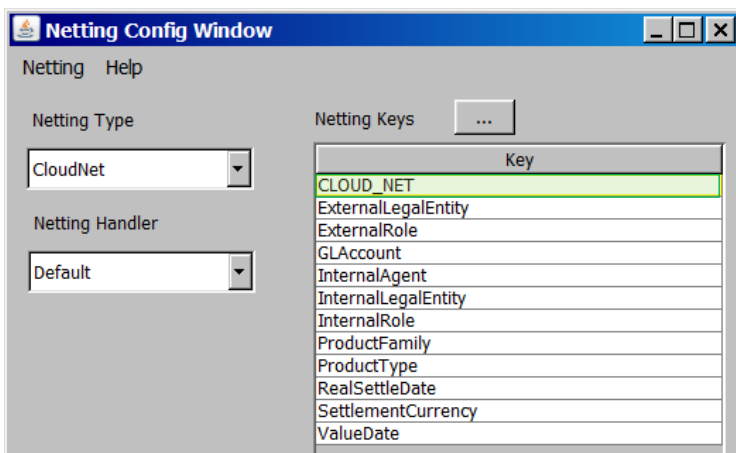 Netting Config Window
Netting Help
Netting Type
CloudNet
Netting Handler
Default
Netting Keys ...
Key
CLOUD_NET
ExternalLegalEntity
ExternalRole
GLAccount
InternalAgent
InternalLegalEntity
InternalRole
ProductFamily
ProductType
RealSettleDate
SettlementCurrency
ValueDate